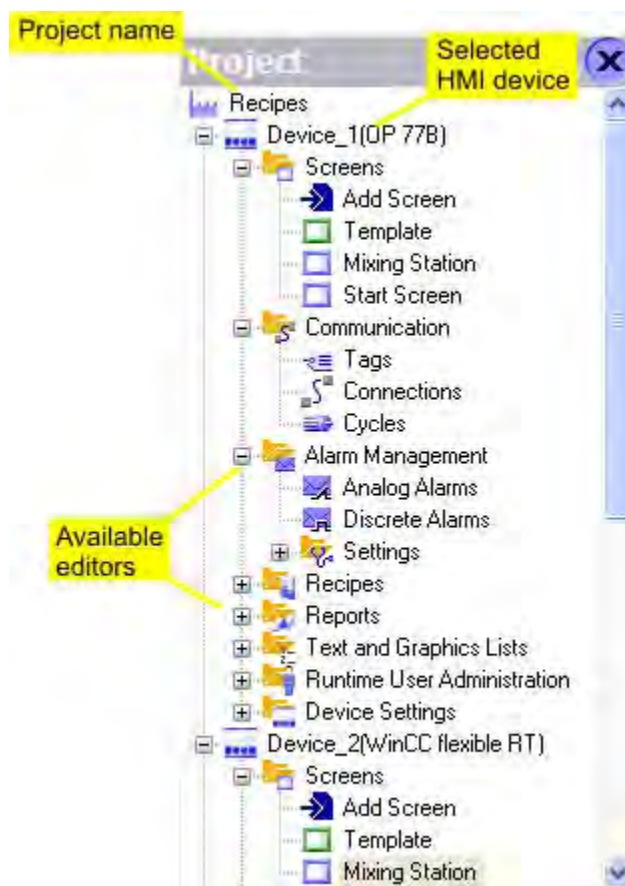 Project name
Project
Selected
HMI device
Recipes
Device_1(OP 77B)
Screens
Add Screen
Template
Mixing Station
Start Screen
Communication
Tags
Connections
Cycles
Alarm Management
Analog Alarms
Discrete Alarms
Available
editors
Settings
Recipes
Reports
Text and Graphics Lists
Runtime User Administration
Device Settings
Device_2(WinCC flexible RT)
Screens
Add Screen
Template
Mixing Station